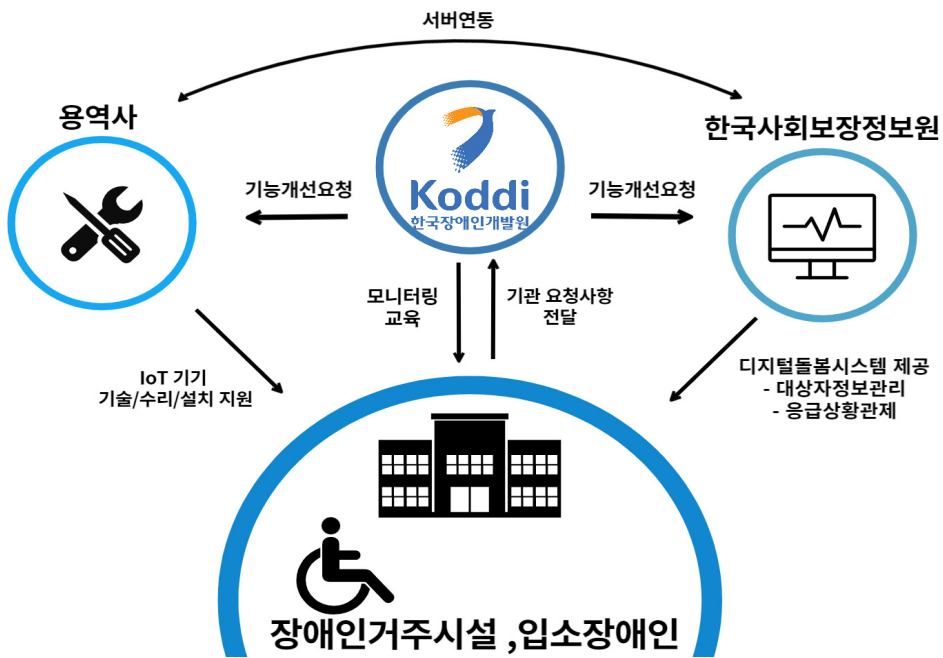 서버연동
용역사
한국사회보장정보원
Koddi
한국장애인개발원
기능개선요청
기능개선요청
모니터링
교육
기관 요청사항
전달
IoT 기기
기술/수리/설치 지원
디지털돌봄시스템 제공
- 대상자정보관리
- 응급상황관제
장애인거주시설 ,입소장애인